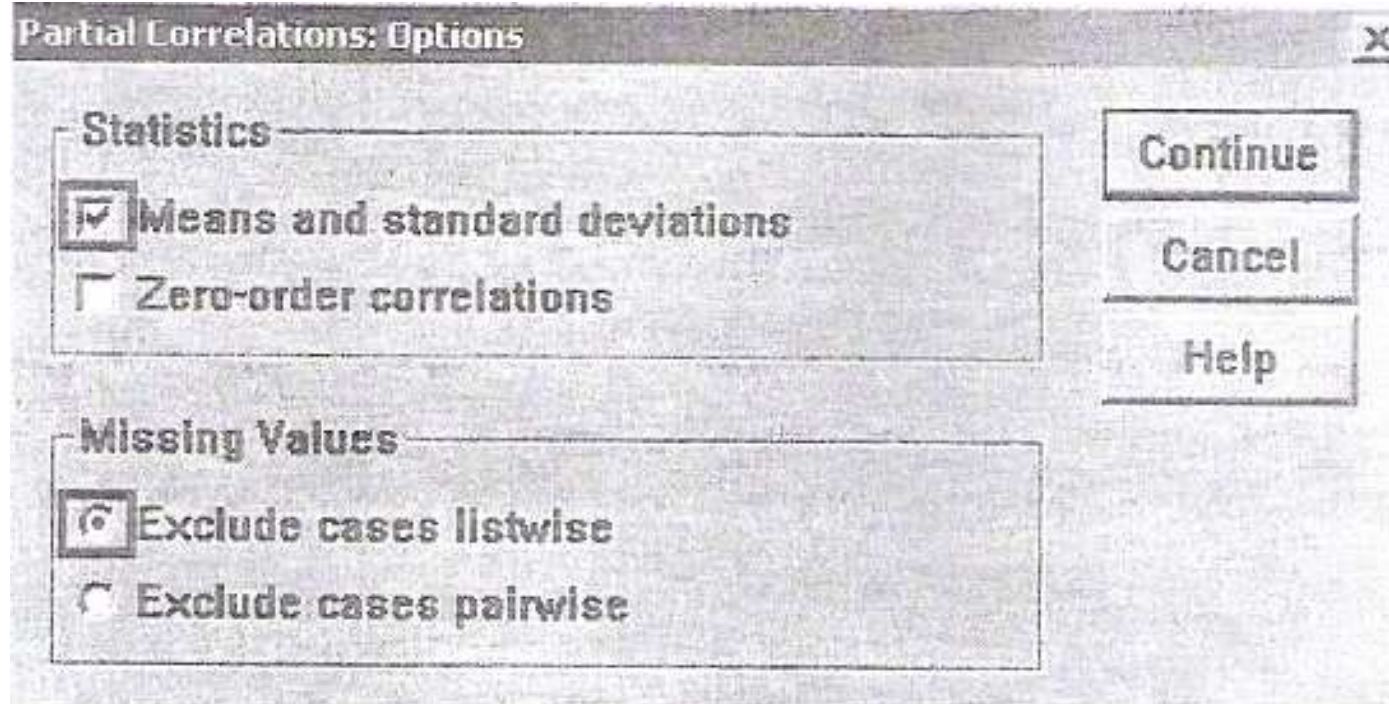 Partial Correlations: Options
Statistics
Means and standard deviations
Zero-order correlations
Continue
Cancel
Help
Missing Values
Exclude cases listwise
Exclude cases pairwise